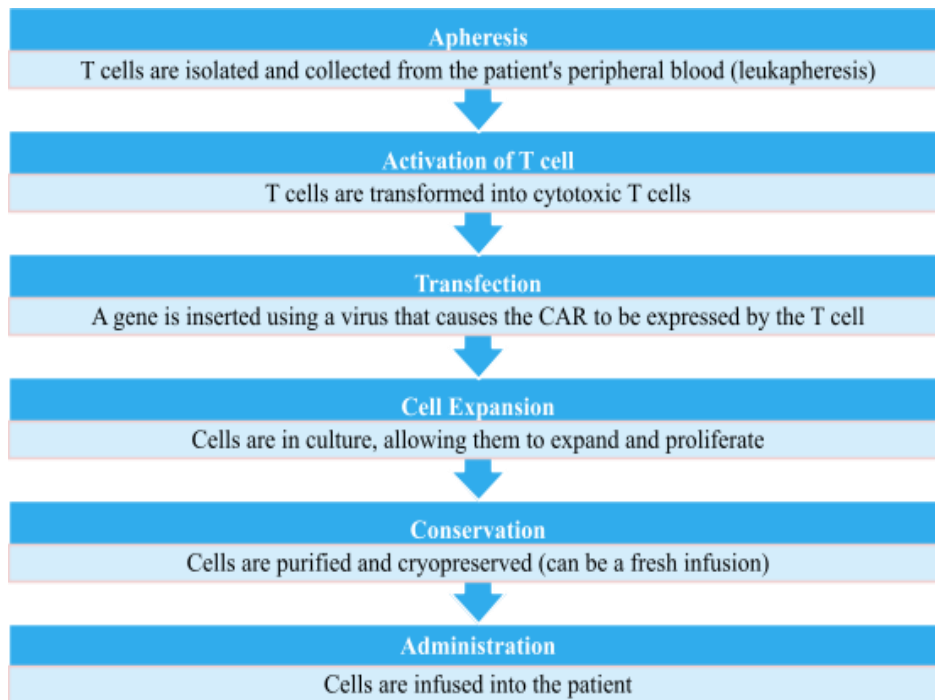 Apheresis
T cells are isolated and collected from the patient's peripheral blood (leukapheresis)
Activation of T cell
T cells are transformed into cytotoxic T cells
Transfection
A gene is inserted using a virus that causes the CAR to be expressed by the T cell
Cell Expansion
Cells are in culture, allowing them to expand and proliferate
Conservation
Cells are purified and cryopreserved (can be a fresh infusion)
Administration
Cells are infused into the patient